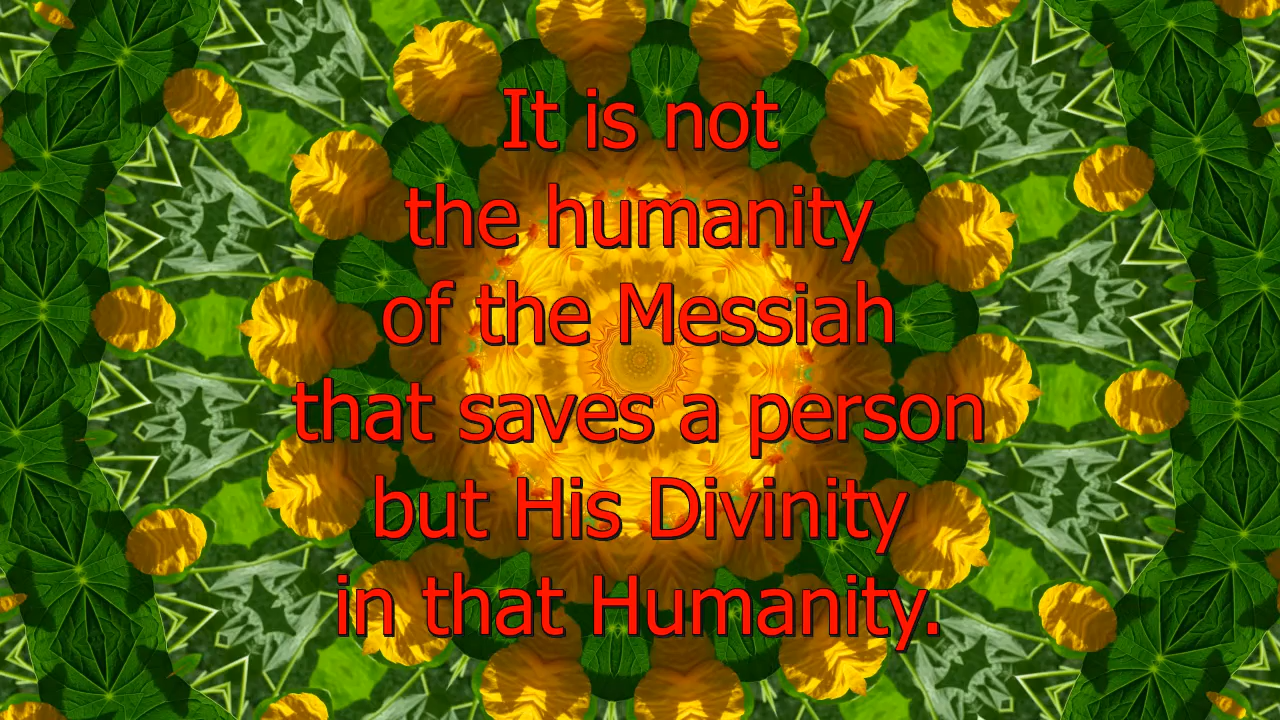 It is not
the humanity
of the Messiah
that saves a person
but His Divinity
in that Humanity.